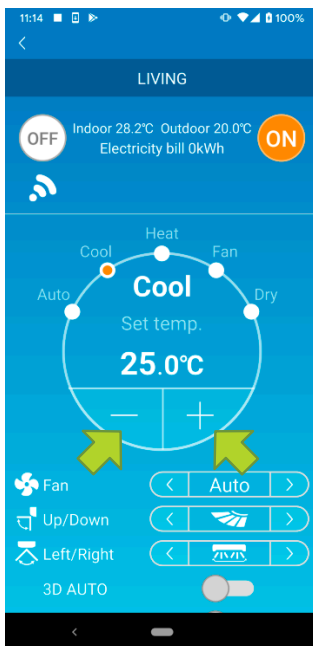 11:14 100%
LIVING
OFF Indoor 28.2℃ Outdoor 20.0℃ ON
Electricity bill 0kWh
Heat
Cool Fan
Auto Cool Dry
Set temp.
25.0℃
Fan Auto
Up/Down
Left/Right
3D AUTO